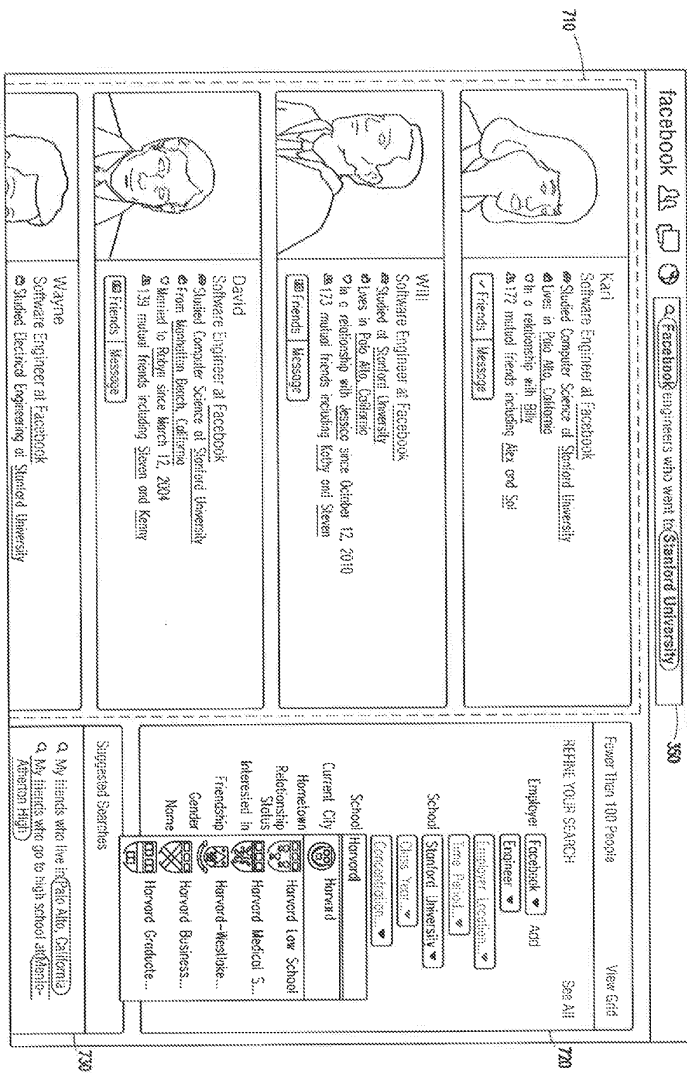 710
facebook
Facebook engineers who went to Stanford University
350
Kari
Software Engineer at Facebook
Studied Computer Science at Stanford University
Lives in Palo Alto, California
In a relationship with Billy
172 mutual friends including Alex and Sol
✓ Friends | Message
Will
Software Engineer at Facebook
Studied at Stanford University
Lives in Palo Alto, California
In a relationship with Jessica since October 12, 2010
173 mutual friends including Kathy and Steven
Friends | Message
David
Software Engineer at Facebook
Studied Computer Science at Stanford University
From Manhattan Beach, California
Married to Robyn since March 12, 2004
139 mutual friends including Steven and Kenny
Friends | Message
Wayne
Software Engineer at Facebook
Studied Electrical Engineering at Stanford University
Fewer Than 100 People View Grid
REFINE YOUR SEARCH See All
720
Employer Facebook Add
Engineer
Employer Location...
Time Period...
School Stanford University
Class Year...
Concentration...
School Harvard
Current City Harvard
Hometown Harvard Law School
Relationship Status
Interested In Harvard Medical S...
Friendship Harvard-Westlake...
Gender
Name Harvard Business...
Harvard Graduate...
Suggested Searches
730
My friends who live in Palo Alto, California
My friends who go to high school at Menlo-
Atherton High